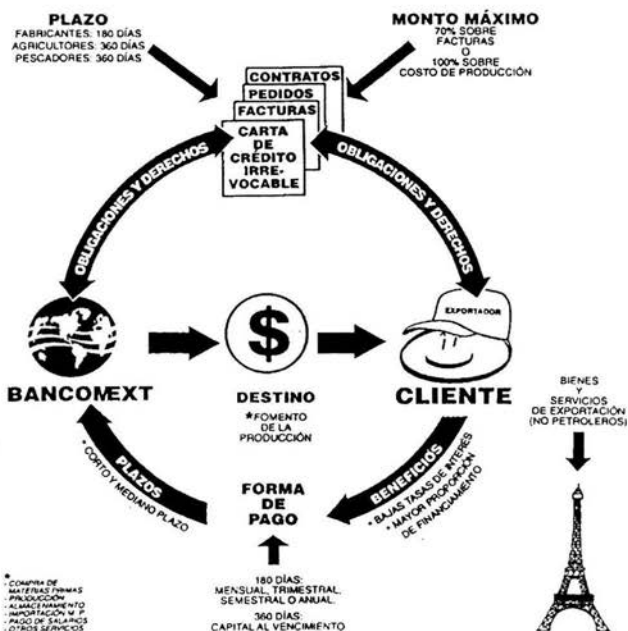 PLAZO
FABRICANTES: 180 DÍAS
AGRICULTORES: 360 DÍAS
PESCADORES: 360 DÍAS
MONTO MÁXIMO
70% SOBRE
FACTURAS
O
100% SOBRE
COSTO DE PRODUCCIÓN
CONTRATOS
PEDIDOS
FACTURAS
CARTA
DE
CRÉDITO
IRRE-
VOCABLE
OBLIGACIONES Y DERECHOS
OBLIGACIONES Y DERECHOS
EXPORTADOR
$
BANCOMEXT
DESTINO
*FOMENTO
DE LA
PRODUCCIÓN
CLIENTE
BIENES
Y
SERVICIOS
DE EXPORTACIÓN
(NO PETROLEROS)
PLAZOS
* CORTO Y MEDIANO PLAZO
FORMA
DE
PAGO
BENEFICIOS
* BAJAS TASAS DE INTERÉS
* MAYOR PROPORCIÓN
DE FINANCIAMIENTO
180 DÍAS:
MENSUAL, TRIMESTRAL,
SEMESTRAL O ANUAL.
360 DÍAS:
CAPITAL AL VENCIMIENTO
*
- COMPRA DE
MATERIAS PRIMAS
- PRODUCCIÓN
- ALMACENAMIENTO
- IMPORTACIÓN M. P.
- PAGO DE SALARIOS
- OTROS SERVICIOS